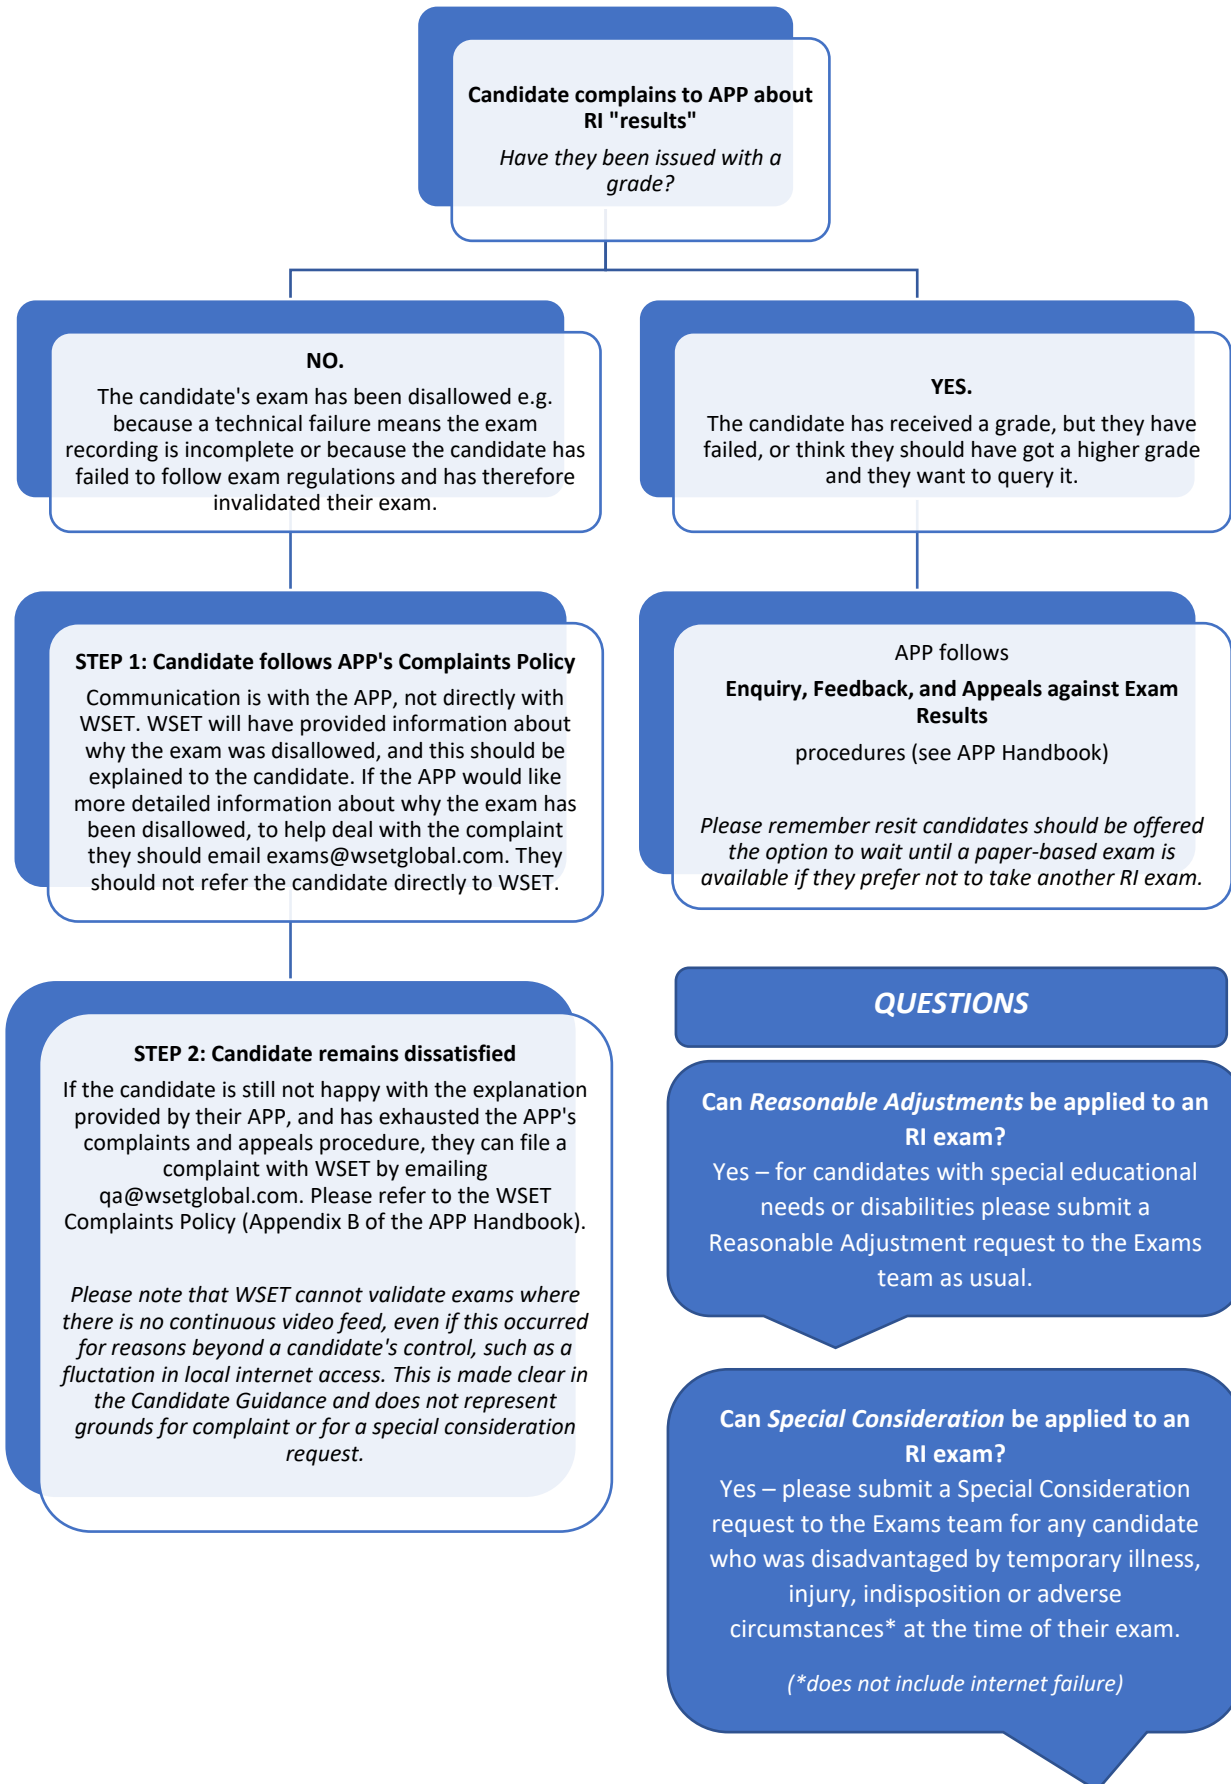 Candidate complains to APP about
RI "results"
Have they been issued with a
grade?
NO.
The candidate's exam has been disallowed e.g.
because a technical failure means the exam
recording is incomplete or because the candidate has
failed to follow exam regulations and has therefore
invalidated their exam.
YES.
The candidate has received a grade, but they have
failed, or think they should have got a higher grade
and they want to query it.
STEP 1: Candidate follows APP's Complaints Policy
Communication is with the APP, not directly with
WSET. WSET will have provided information about
why the exam was disallowed, and this should be
explained to the candidate. If the APP would like
more detailed information about why the exam has
been disallowed, to help deal with the complaint
they should email exams@wsetglobal.com. They
should not refer the candidate directly to WSET.
APP follows
Enquiry, Feedback, and Appeals against Exam
Results
procedures (see APP Handbook)
Please remember resit candidates should be offered
the option to wait until a paper-based exam is
available if they prefer not to take another RI exam.
STEP 2: Candidate remains dissatisfied
If the candidate is still not happy with the explanation
provided by their APP, and has exhausted the APP's
complaints and appeals procedure, they can file a
complaint with WSET by emailing
qa@wsetglobal.com. Please refer to the WSET
Complaints Policy (Appendix B of the APP Handbook).
Please note that WSET cannot validate exams where
there is no continuous video feed, even if this occurred
for reasons beyond a candidate's control, such as a
fluctation in local internet access. This is made clear in
the Candidate Guidance and does not represent
grounds for complaint or for a special consideration
request.
QUESTIONS
Can Reasonable Adjustments be applied to an
RI exam?
Yes – for candidates with special educational
needs or disabilities please submit a
Reasonable Adjustment request to the Exams
team as usual.
Can Special Consideration be applied to an
RI exam?
Yes – please submit a Special Consideration
request to the Exams team for any candidate
who was disadvantaged by temporary illness,
injury, indisposition or adverse
circumstances* at the time of their exam.
(*does not include internet failure)